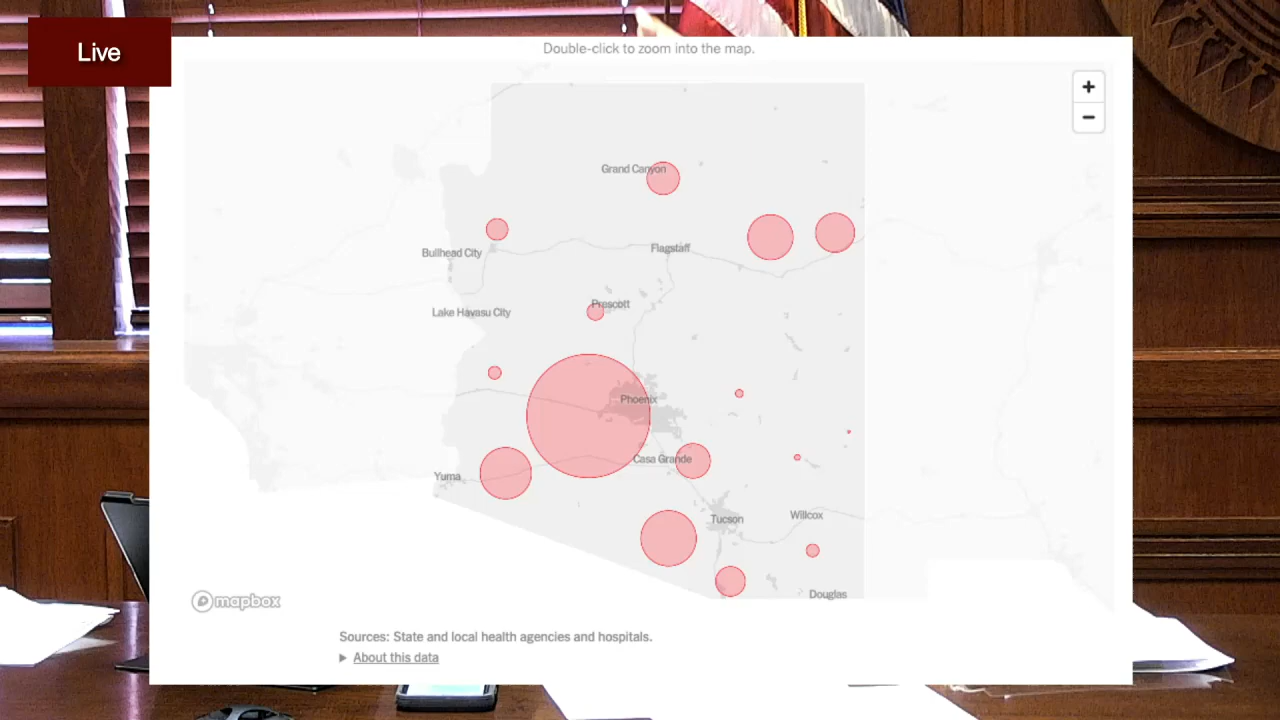 Live
Double-click to zoom into the map.
+
−
Grand Canyon
Bullhead City
Flagstaff
Lake Havasu City
Prescott
Phoenix
Casa Grande
Yuma
Tucson
Willcox
Douglas
mapbox
Sources: State and local health agencies and hospitals.
▶ About this data